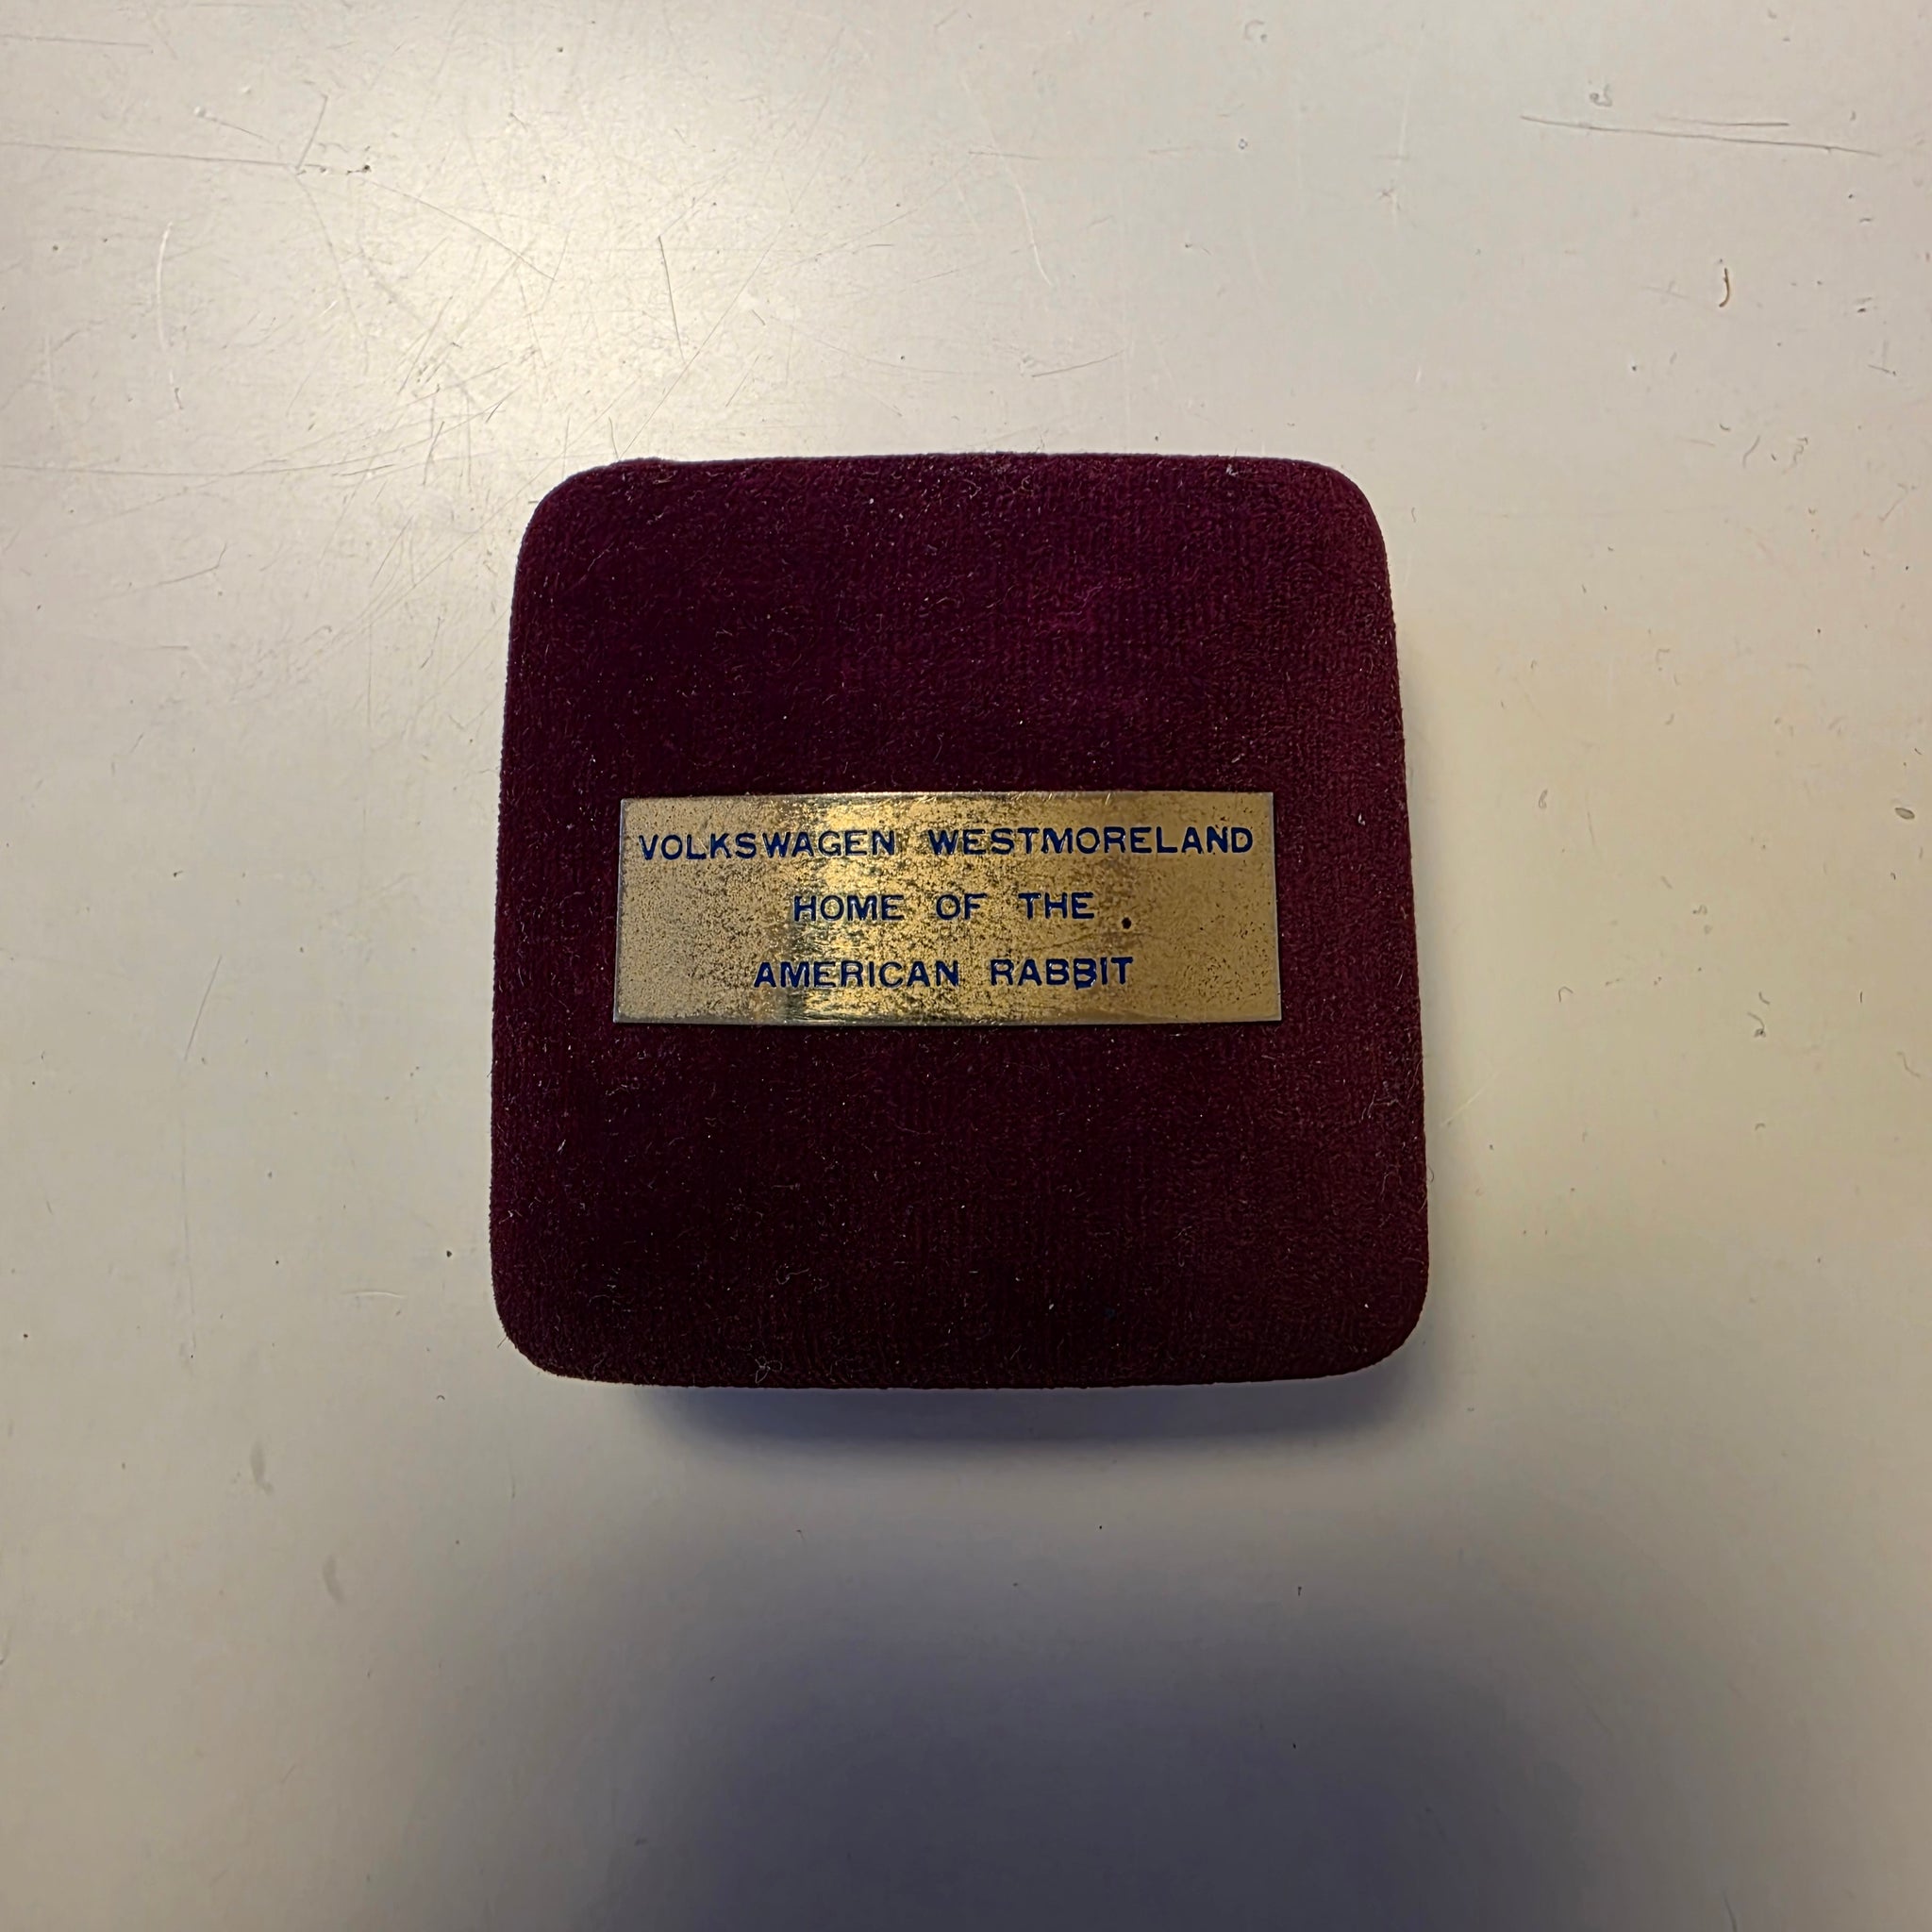 VOLKSWAGEN WESTMORELAND
HOME OF THE
AMERICAN RABBIT